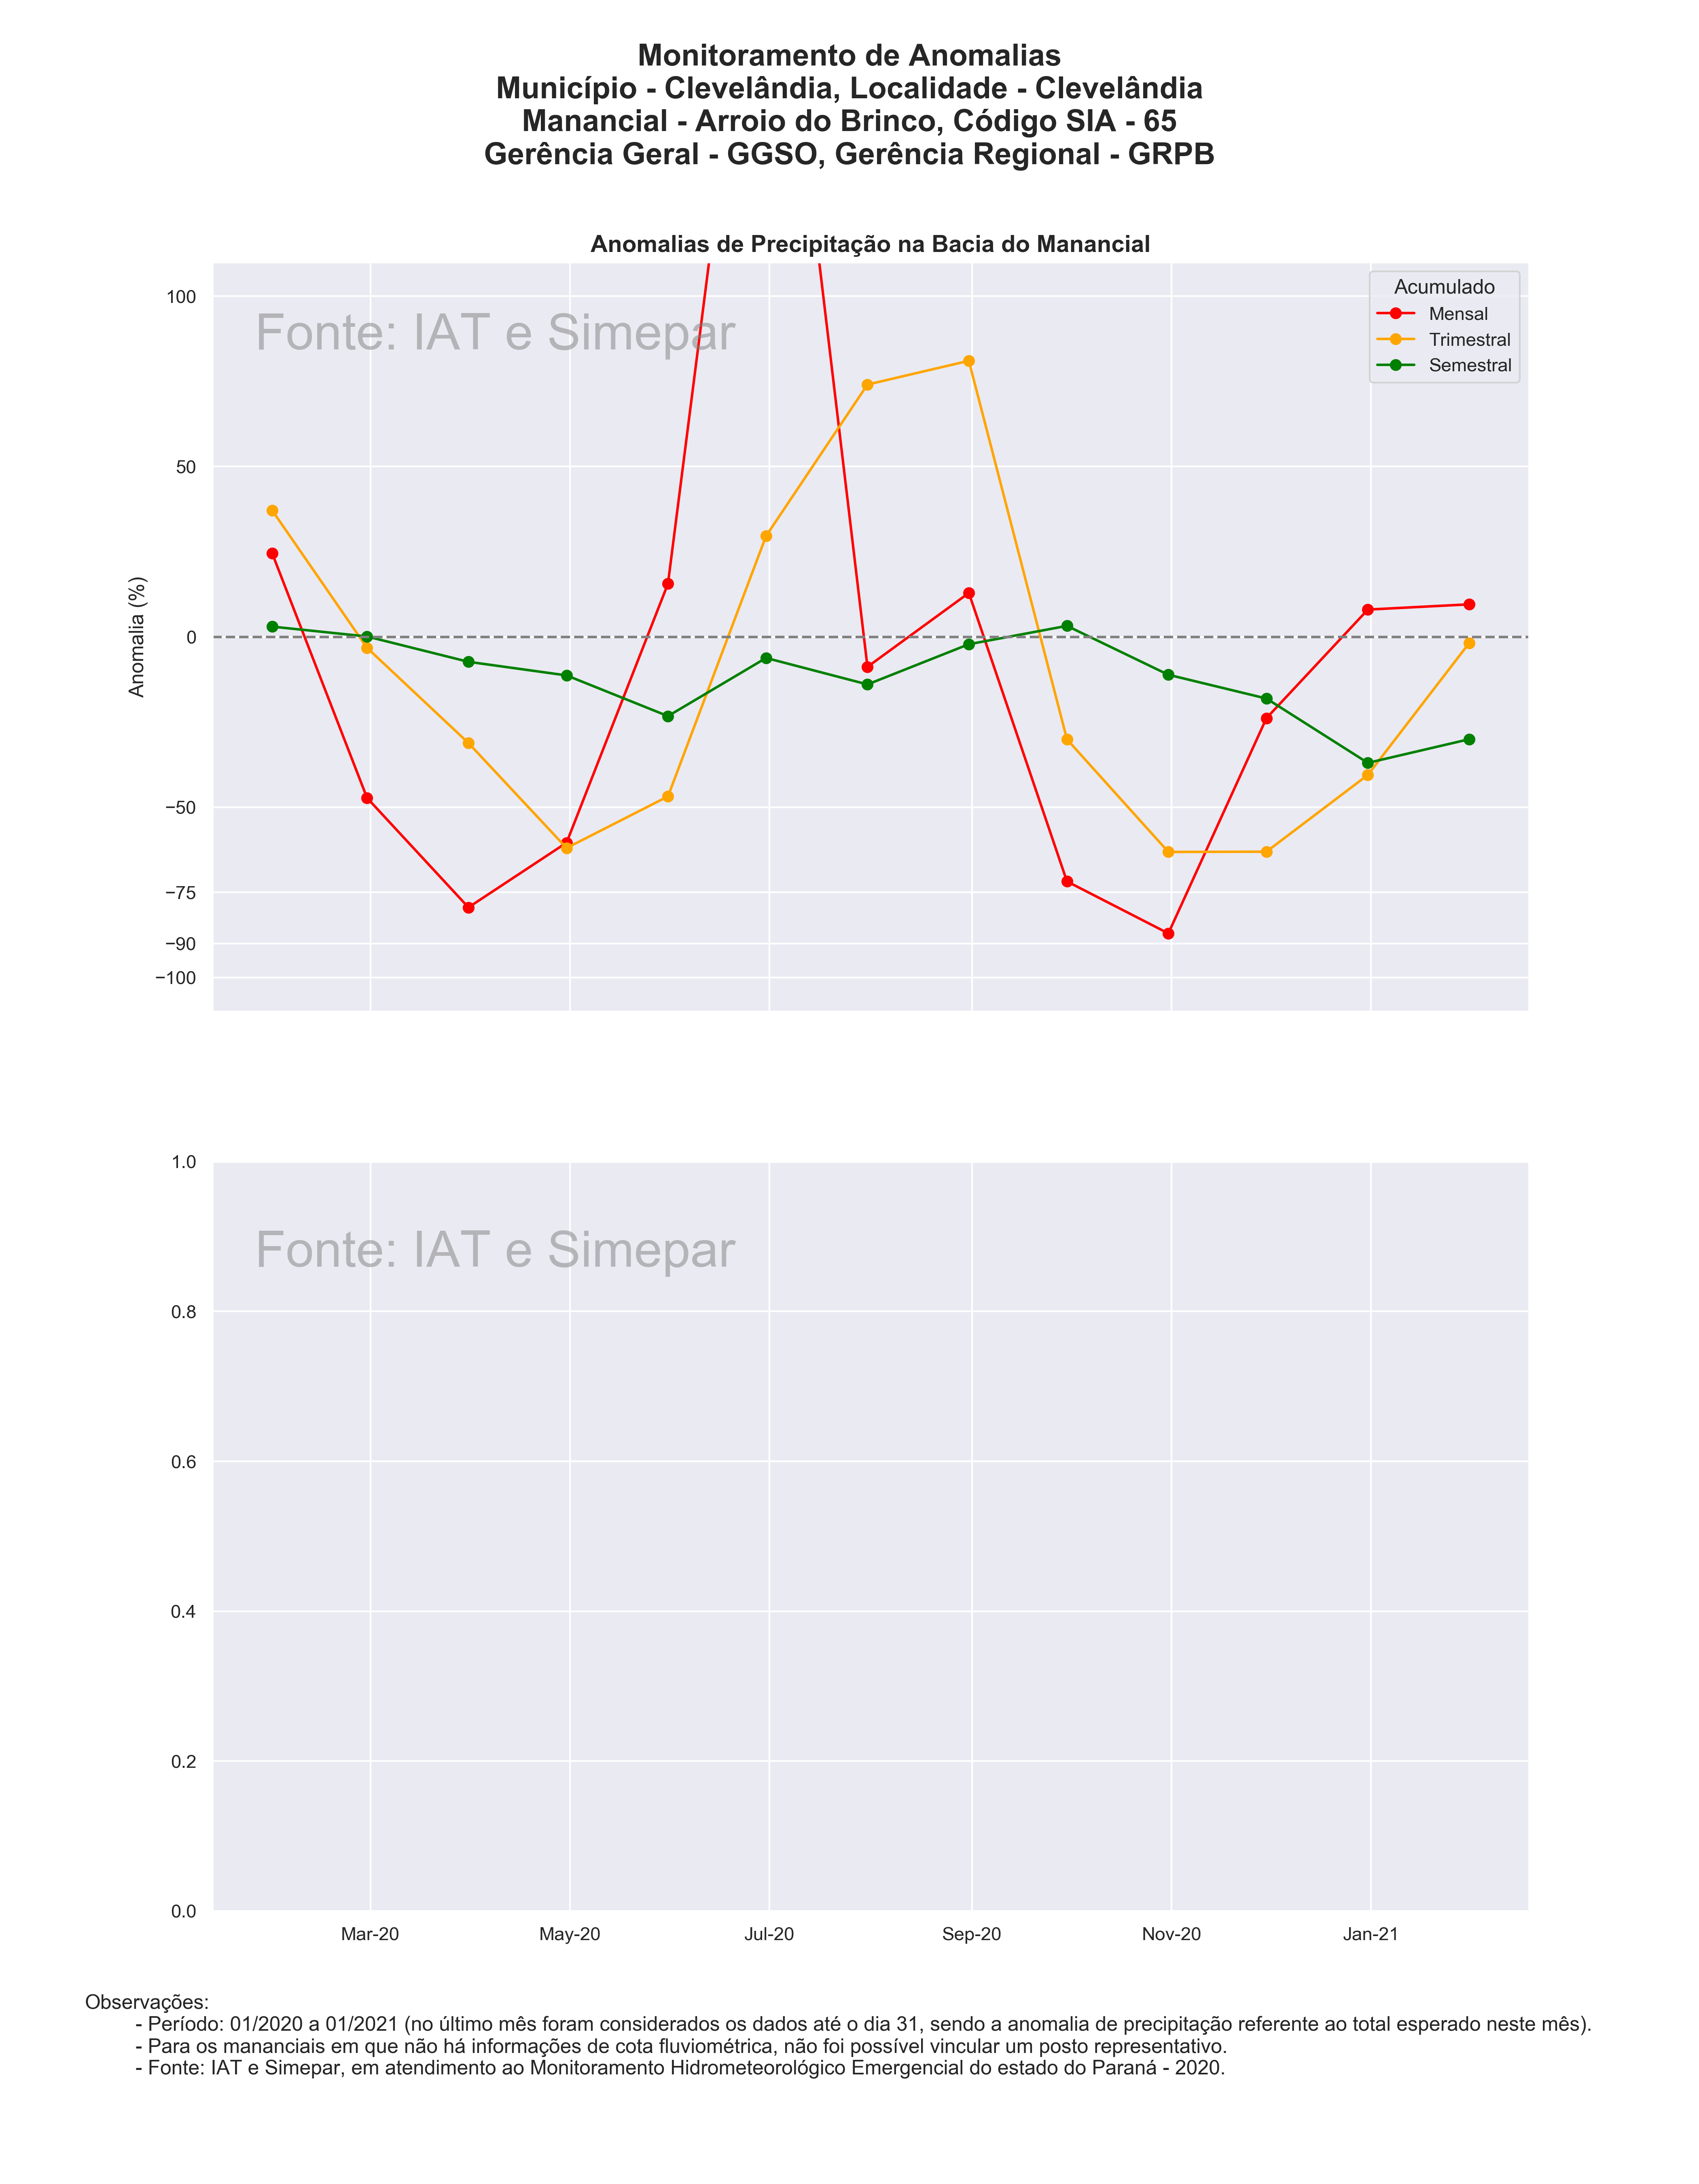 Monitoramento de Anomalias
Município - Clevelândia, Localidade - Clevelândia
Manancial - Arroio do Brinco, Código SIA - 65
Gerência Geral - GGSO, Gerência Regional - GRPB
Anomalias de Precipitação na Bacia do Manancial
Fonte: IAT e Simepar
Acumulado
Mensal
Trimestral
Semestral
Anomalia (%)
100
50
0
−50
−75
−90
−100
Fonte: IAT e Simepar
1.0
0.8
0.6
0.4
0.2
0.0
Mar-20 May-20 Jul-20 Sep-20 Nov-20 Jan-21
Observações:
- Período: 01/2020 a 01/2021 (no último mês foram considerados os dados até o dia 31, sendo a anomalia de precipitação referente ao total esperado neste mês).
- Para os mananciais em que não há informações de cota fluviométrica, não foi possível vincular um posto representativo.
- Fonte: IAT e Simepar, em atendimento ao Monitoramento Hidrometeorológico Emergencial do estado do Paraná - 2020.